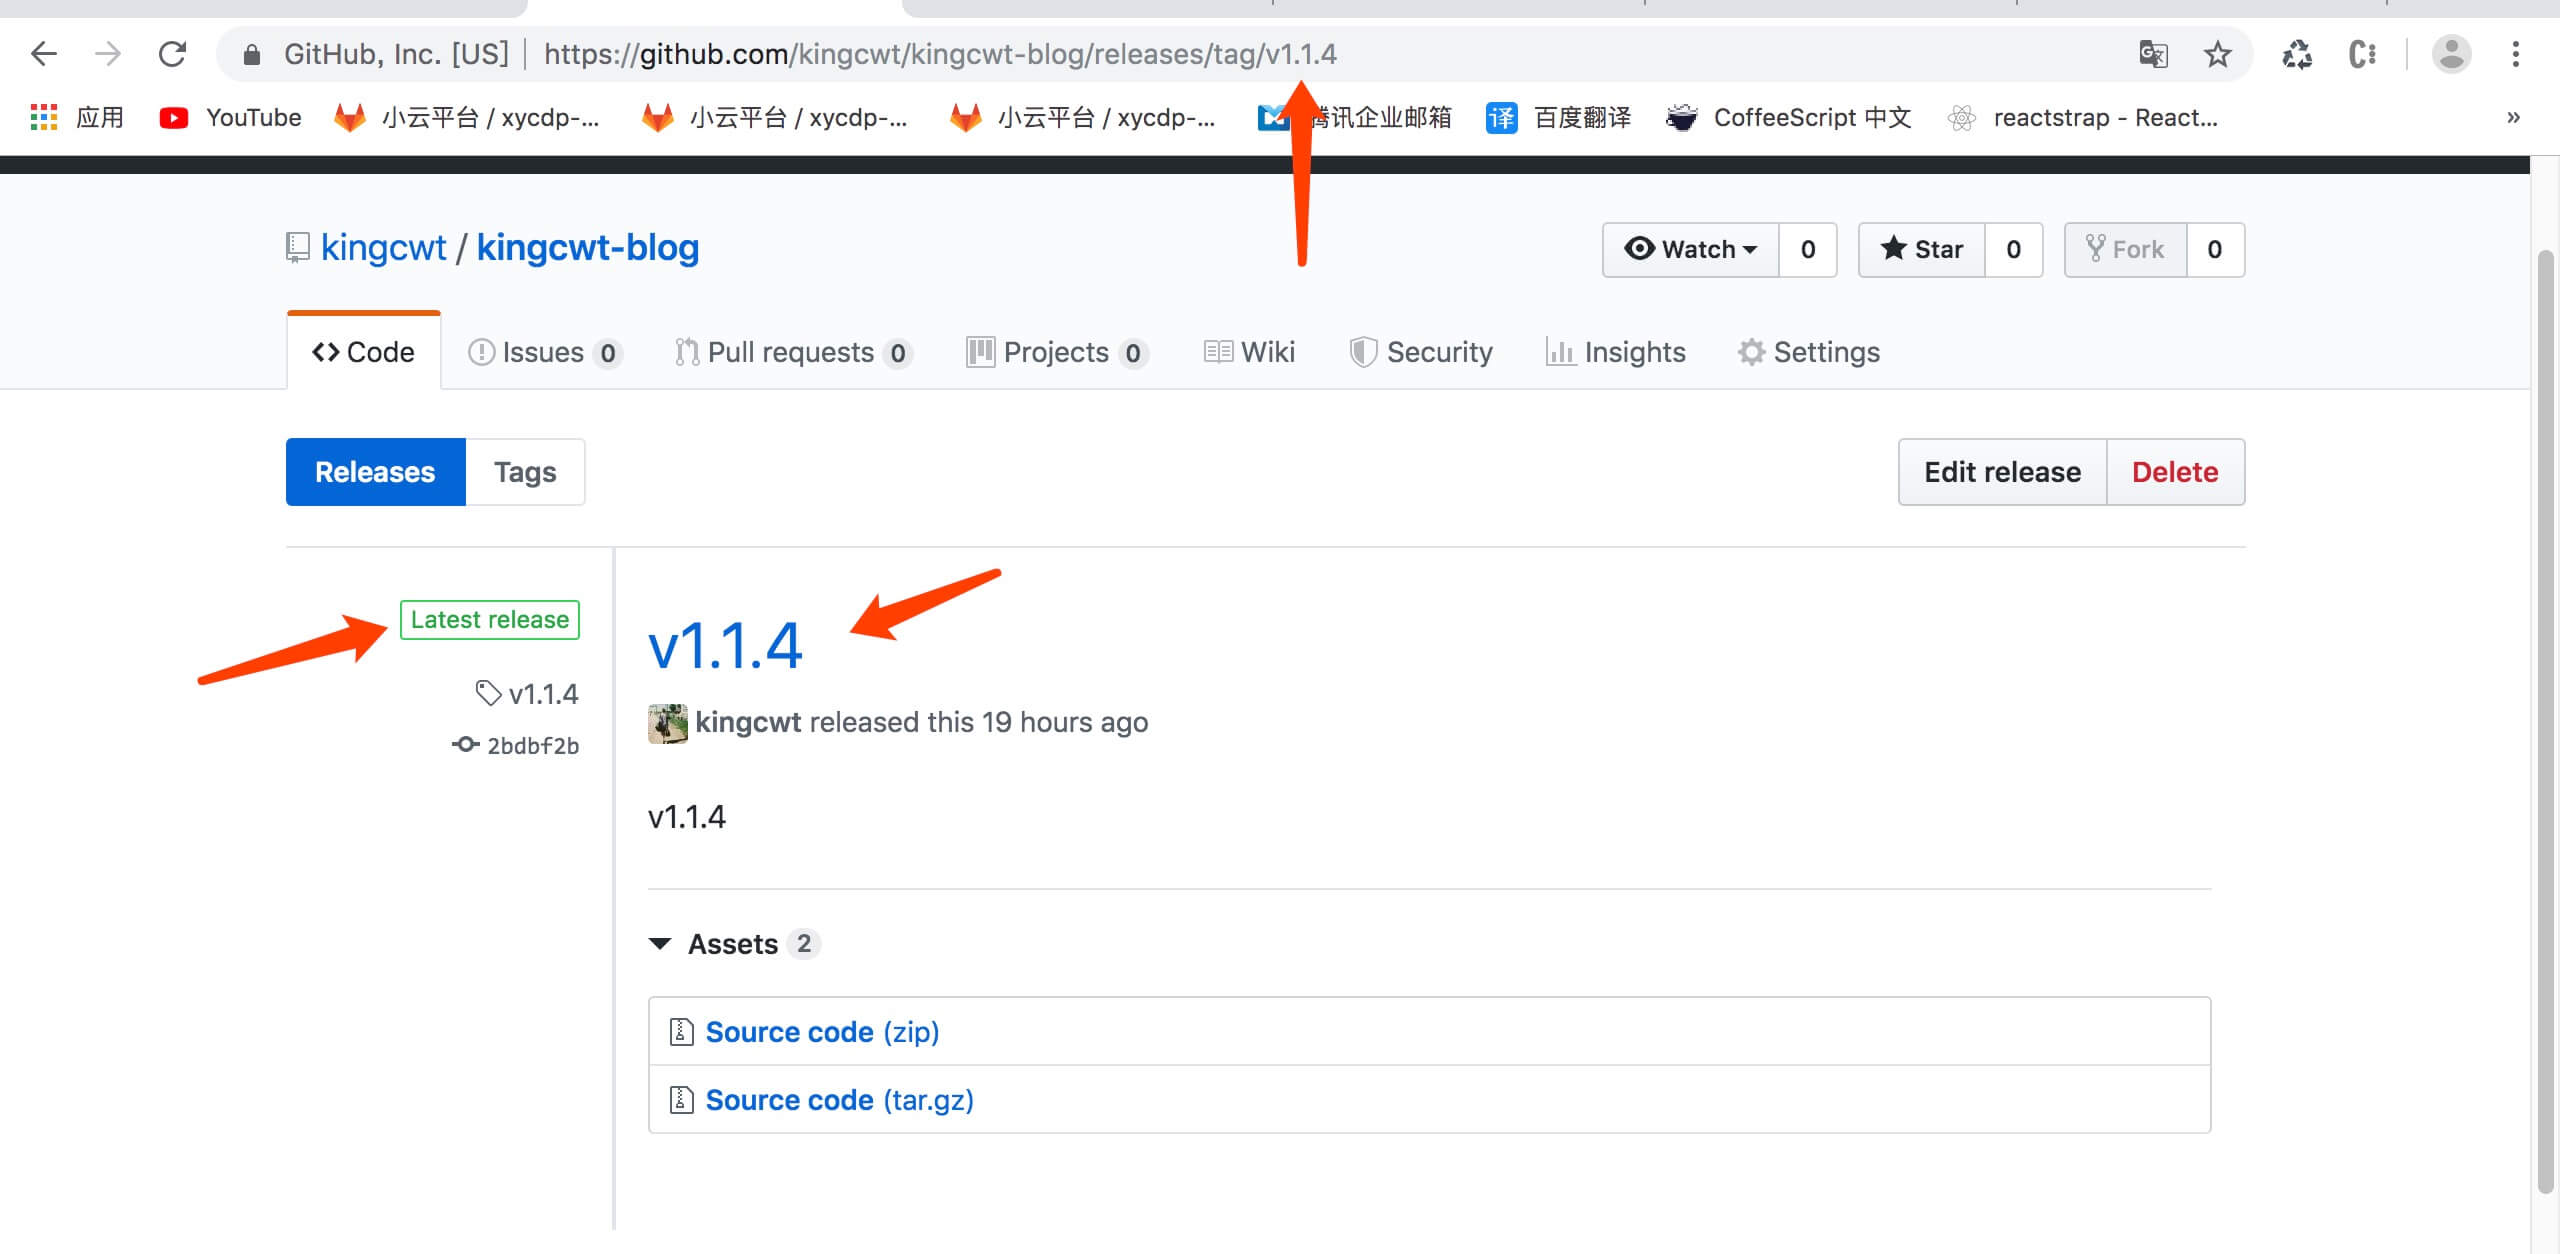 GitHub, Inc. [US] | https://github.com/kingcwt/kingcwt-blog/releases/tag/v1.1.4
应用 YouTube 小云平台 / xycdp-... 小云平台 / xycdp-... 小云平台 / xycdp-... 腾讯企业邮箱 百度翻译 CoffeeScript 中文 reactstrap - React... »
kingcwt / kingcwt-blog
Watch 0 Star 0 Fork 0
Code Issues 0 Pull requests 0 Projects 0 Wiki Security Insights Settings
Releases Tags
Edit release Delete
Latest release
v1.1.4
2bdbf2b
v1.1.4
kingcwt released this 19 hours ago
v1.1.4
Assets 2
Source code (zip)
Source code (tar.gz)